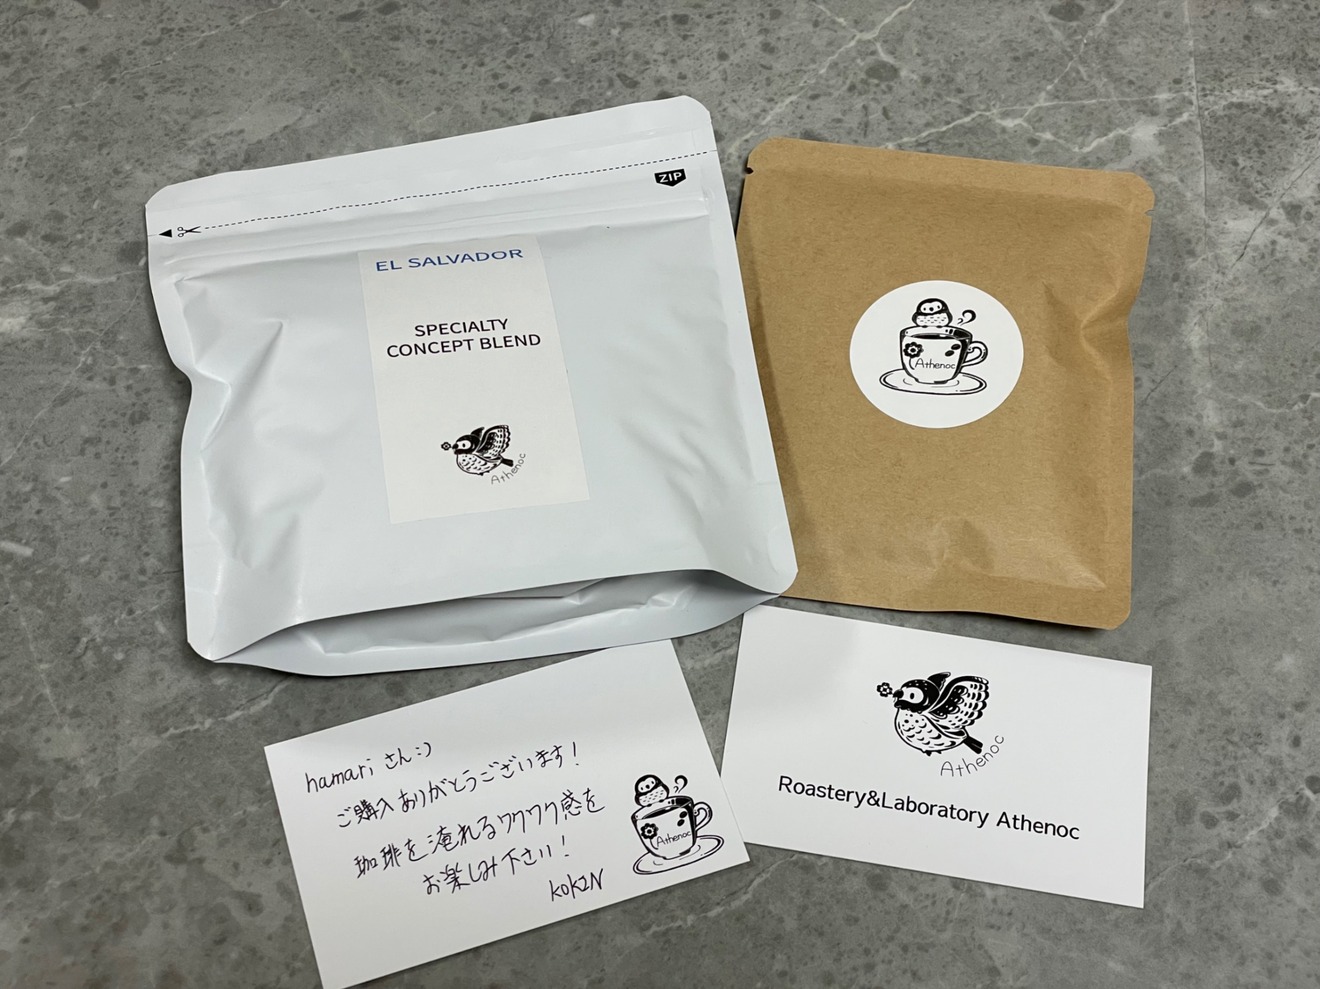 ZIP
EL SALVADOR
SPECIALTY
CONCEPT BLEND
Athenoc
Athenoc
hamari さん:)
ご購入ありがとうございます!
珈琲を淹れるワクワク感を
お楽しみ下さい!
KOKIN
Athenoc
Athenoc
Roastery&Laboratory Athenoc